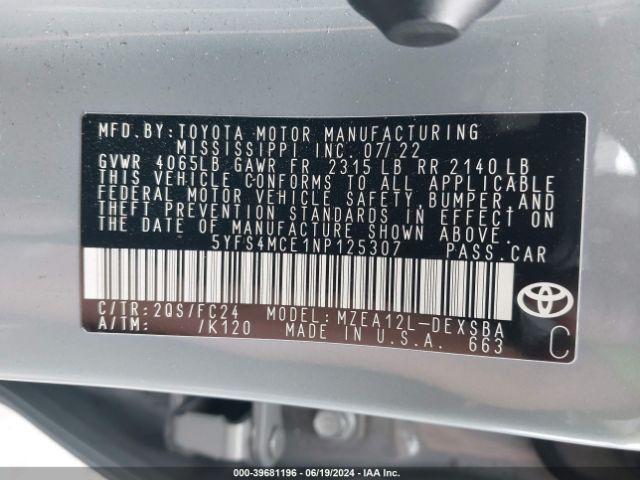 MFD. BY: TOYOTA MOTOR MANUFACTURING
MISSISSIPPI INC. 07/22
GVWR 4065LB GAWR FR 2315 LB RR 2140 LB
THIS VEHICLE CONFORMS TO ALL APPLICABLE
FEDERAL MOTOR VEHICLE SAFETY, BUMPER, AND
THEFT PREVENTION STANDARDS IN EFFECT ON
THE DATE OF MANUFACTURE SHOWN ABOVE.
5YFS4MCE1NP125307 PASS.CAR
C/TR: 2QS/FC24 MODEL: MZEA12L-DEXSBA
A/TM: /K120 MADE IN U.S.A. 663 C
000-39681196 - 06/19/2024 - IAA Inc.